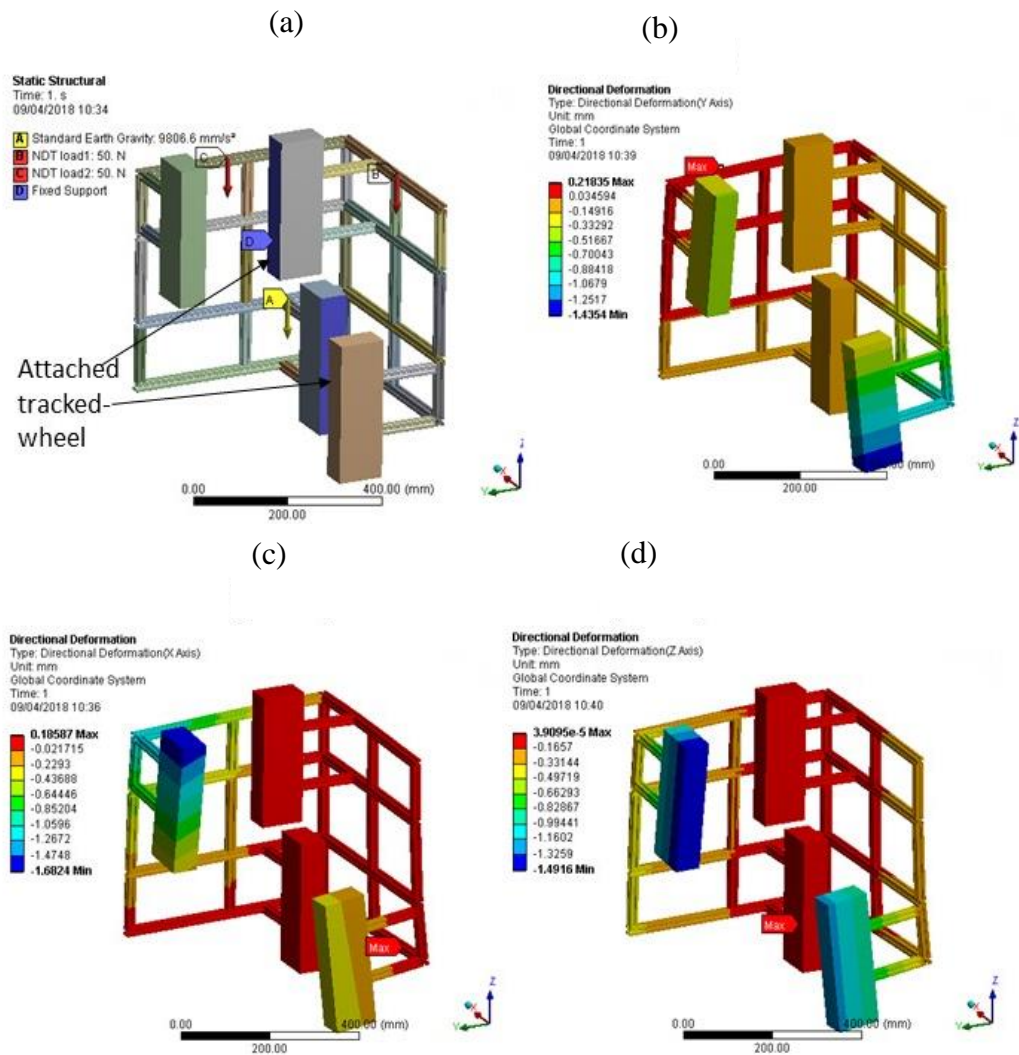 (a)
Static Structural
Time: 1. s
09/04/2018 10:34
A Standard Earth Gravity: 9806.6 mm/s²
B NDT load1: 50. N
C NDT load2: 50. N
D Fixed Support
C
B
D
A
Attached
tracked-
wheel
Z
X
Y
0.00
400.00 (mm)
200.00
(b)
Directional Deformation
Type: Directional Deformation(Y Axis)
Unit: mm
Global Coordinate System
Time: 1
09/04/2018 10:39
Max
0.21835 Max
0.034594
-0.14916
-0.33292
-0.51667
-0.70043
-0.88418
-1.0679
-1.2517
-1.4354 Min
Z
X
Y
0.00
(mm)
200.00
(c)
Directional Deformation
Type: Directional Deformation(X Axis)
Unit: mm
Global Coordinate System
Time: 1
09/04/2018 10:36
0.18587 Max
-0.021715
-0.2293
-0.43688
-0.64446
-0.85204
-1.0596
-1.2672
-1.4748
-1.6824 Min
Max
Z
X
Y
0.00
400.00 (mm)
200.00
(d)
Directional Deformation
Type: Directional Deformation(Z Axis)
Unit: mm
Global Coordinate System
Time: 1
09/04/2018 10:40
3.9095e-5 Max
-0.1657
-0.33144
-0.49719
-0.66293
-0.82867
-0.99441
-1.1602
-1.3259
-1.4916 Min
Max
Z
X
Y
0.00
400.00 (mm)
200.00